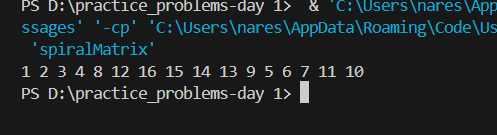 PS D:\practice_problems-day 1>  & 'C:\Users\nares\Ap
ssages' '-cp' 'C:\Users\nares\AppData\Roaming\Code\Us
 'spiralMatrix'
1 2 3 4 8 12 16 15 14 13 9 5 6 7 11 10
PS D:\practice_problems-day 1>